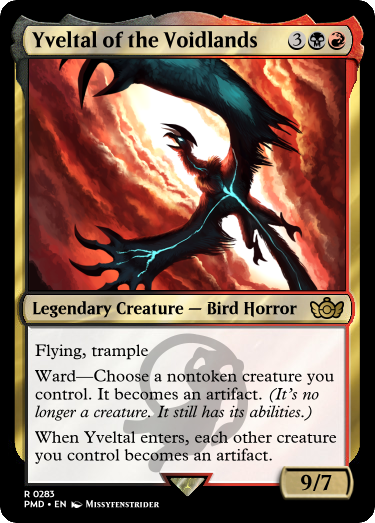 Yveltal of the Voidlands 3
Legendary Creature — Bird Horror
Flying, trample
Ward—Choose a nontoken creature you
control. It becomes an artifact. (It's no
longer a creature. It still has its abilities.)
When Yveltal enters, each other creature
you control becomes an artifact.
9/7
R 0283
PMD • EN Missyfenstrider